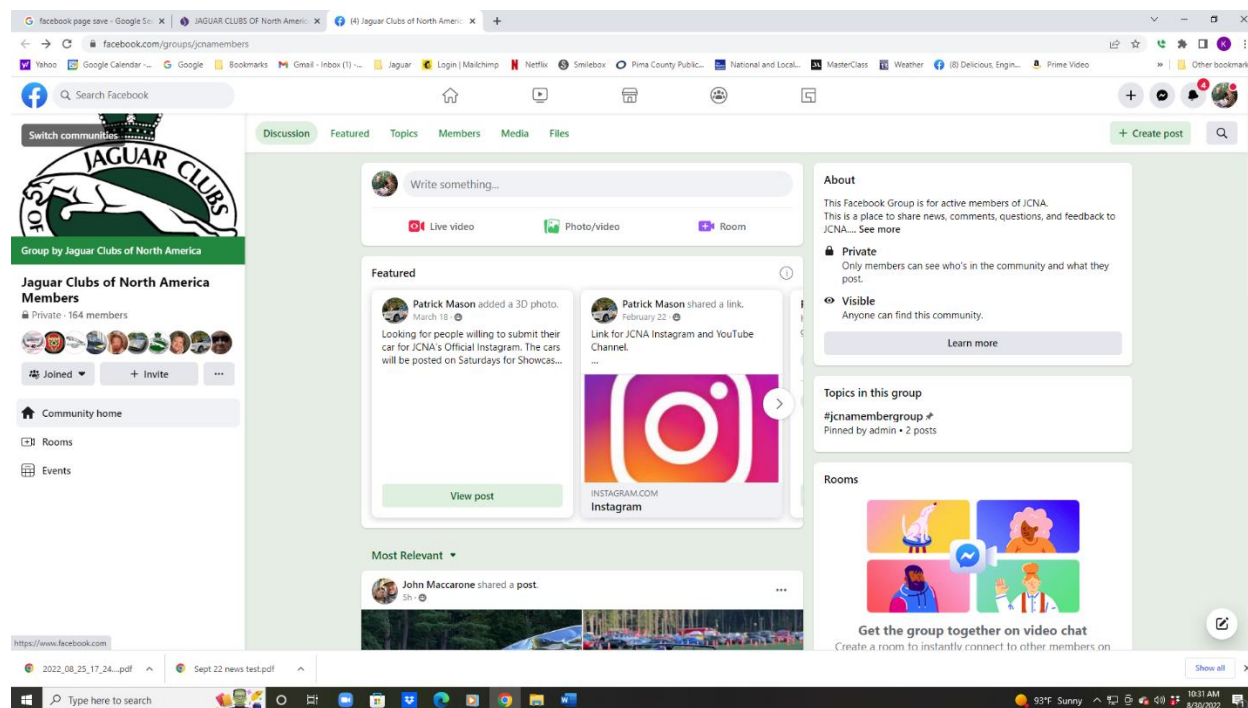 facebook page save - Google Se
JAGUAR CLUBS OF North Americ
(4) Jaguar Clubs of North Americ
facebook.com/groups/jcnamembers
Yahoo
Google Calendar -...
Google
Bookmarks
Gmail - Inbox (1) -...
Jaguar
Login | Mailchimp
Netflix
Smilebox
Pima County Public...
National and Local...
MasterClass
Weather
(8) Delicious, Engin...
Prime Video
Other bookmark
Search Facebook
4
Switch communities
JAGUAR CLUBS OF
Group by Jaguar Clubs of North America
Jaguar Clubs of North America
Members
Private · 164 members
Joined
+ Invite
...
Community home
Rooms
Events
Discussion
Featured
Topics
Members
Media
Files
+ Create post
Write something...
Live video
Photo/video
Room
Featured
Patrick Mason added a 3D photo.
March 18 ·
Looking for people willing to submit their
car for JCNA's Official Instagram. The cars
will be posted on Saturdays for Showcas...
View post
Patrick Mason shared a link.
February 22 ·
Link for JCNA Instagram and YouTube
Channel.
...
INSTAGRAM.COM
Instagram
Most Relevant
John Maccarone shared a post.
5h ·
About
This Facebook Group is for active members of JCNA.
This is a place to share news, comments, questions, and feedback to
JCNA.... See more
Private
Only members can see who's in the community and what they
post.
Visible
Anyone can find this community.
Learn more
Topics in this group
#jcnamembergroup
Pinned by admin • 2 posts
Rooms
Get the group together on video chat
Create a room to instantly connect to other members on
https://www.facebook.com
2022_08_25_17_24....pdf
Sept 22 news test.pdf
Show all
Type here to search
93°F Sunny
10:31 AM
8/30/2022